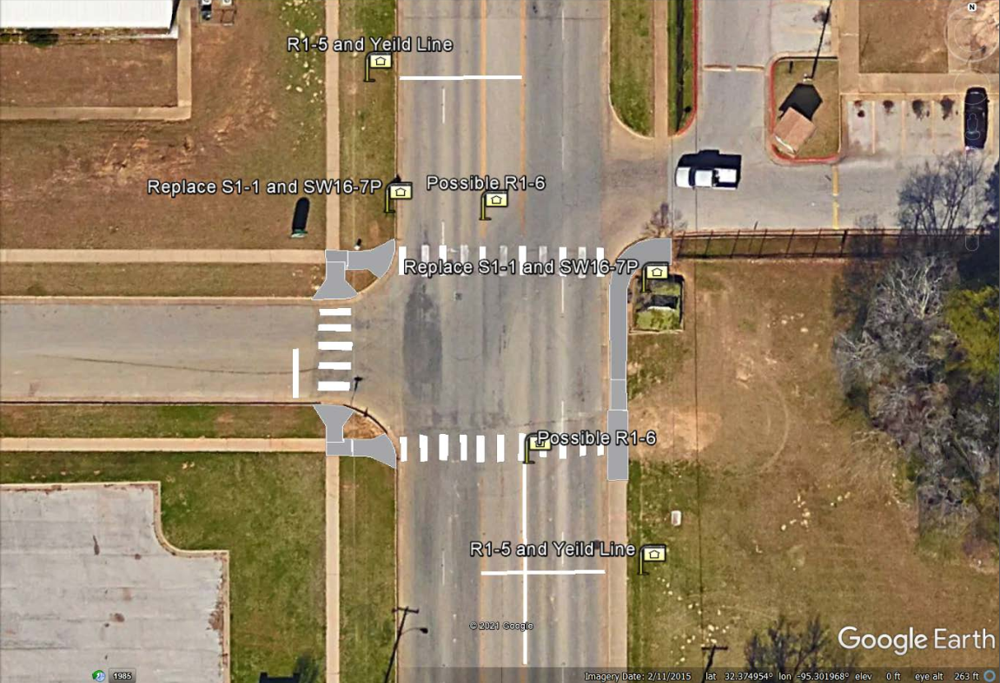 N
R1-5 and Yeild Line
Replace S1-1 and SW16-7P
Possible R1-6
Replace S1-1 and SW16-7P
Possible R1-6
R1-5 and Yeild Line
© 2021 Google
Google Earth
1985
Imagery Date: 2/11/2015 lat 32.374954° lon -95.301968° elev 0 ft eye alt 263 ft